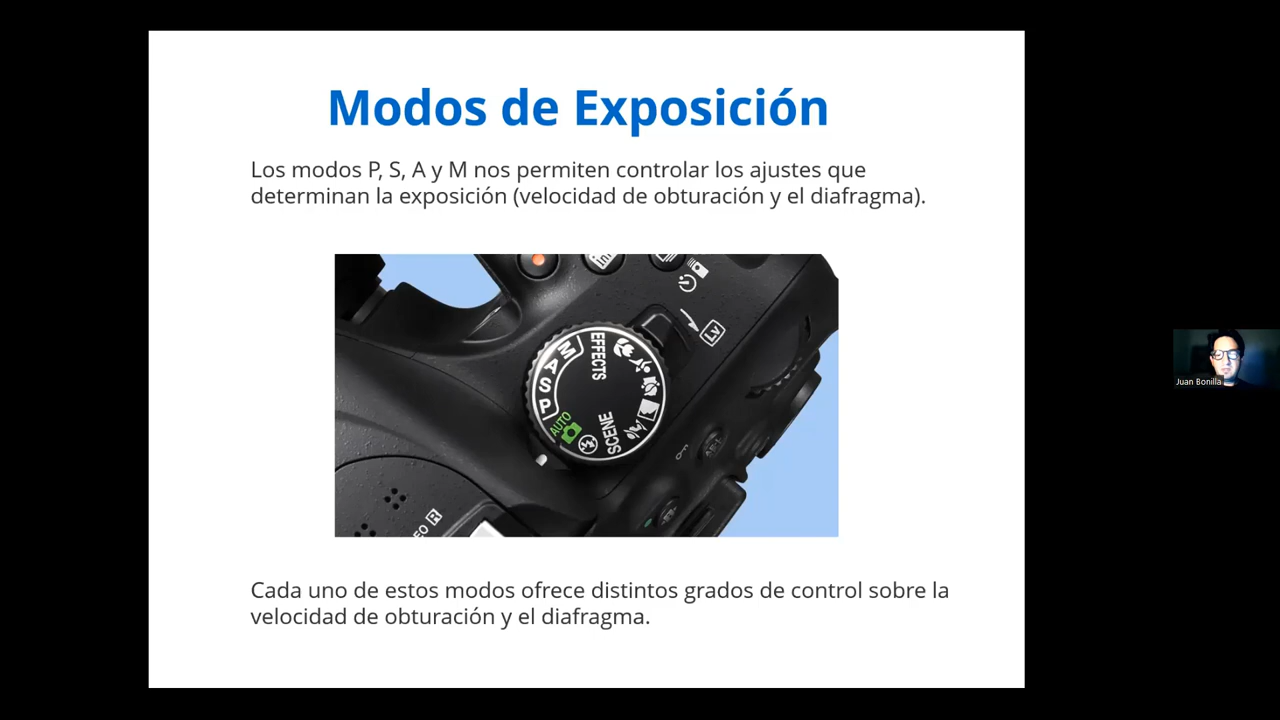 Modos de Exposición
Los modos P, S, A y M nos permiten controlar los ajustes que
determinan la exposición (velocidad de obturación y el diafragma).
Lv
EFFECTS
M
A
S
P
AUTO
SCENE
R
Juan Bonilla
Cada uno de estos modos ofrece distintos grados de control sobre la
velocidad de obturación y el diafragma.